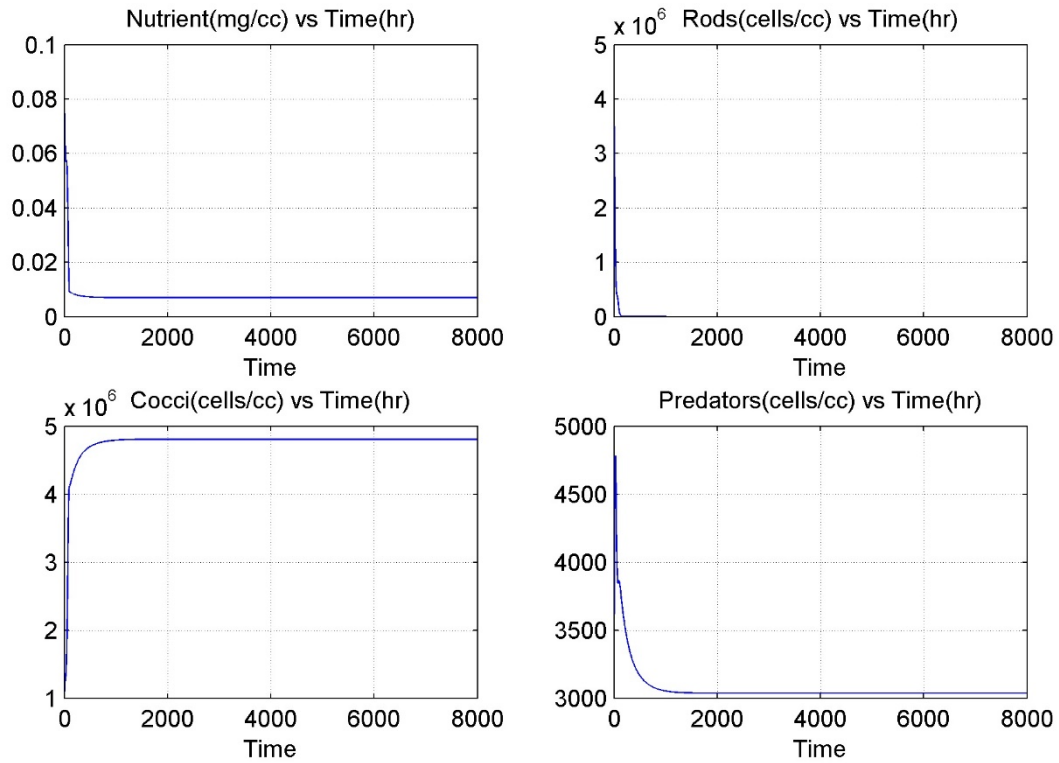 Nutrient(mg/cc) vs Time(hr)
0.1
0.08
0.06
0.04
0.02
0
0 2000 4000 6000 8000
Time
x 10^6 Rods(cells/cc) vs Time(hr)
5
4
3
2
1
0
0 2000 4000 6000 8000
Time
x 10^6 Cocci(cells/cc) vs Time(hr)
5
4
3
2
1
0 2000 4000 6000 8000
Time
Predators(cells/cc) vs Time(hr)
5000
4500
4000
3500
3000
0 2000 4000 6000 8000
Time